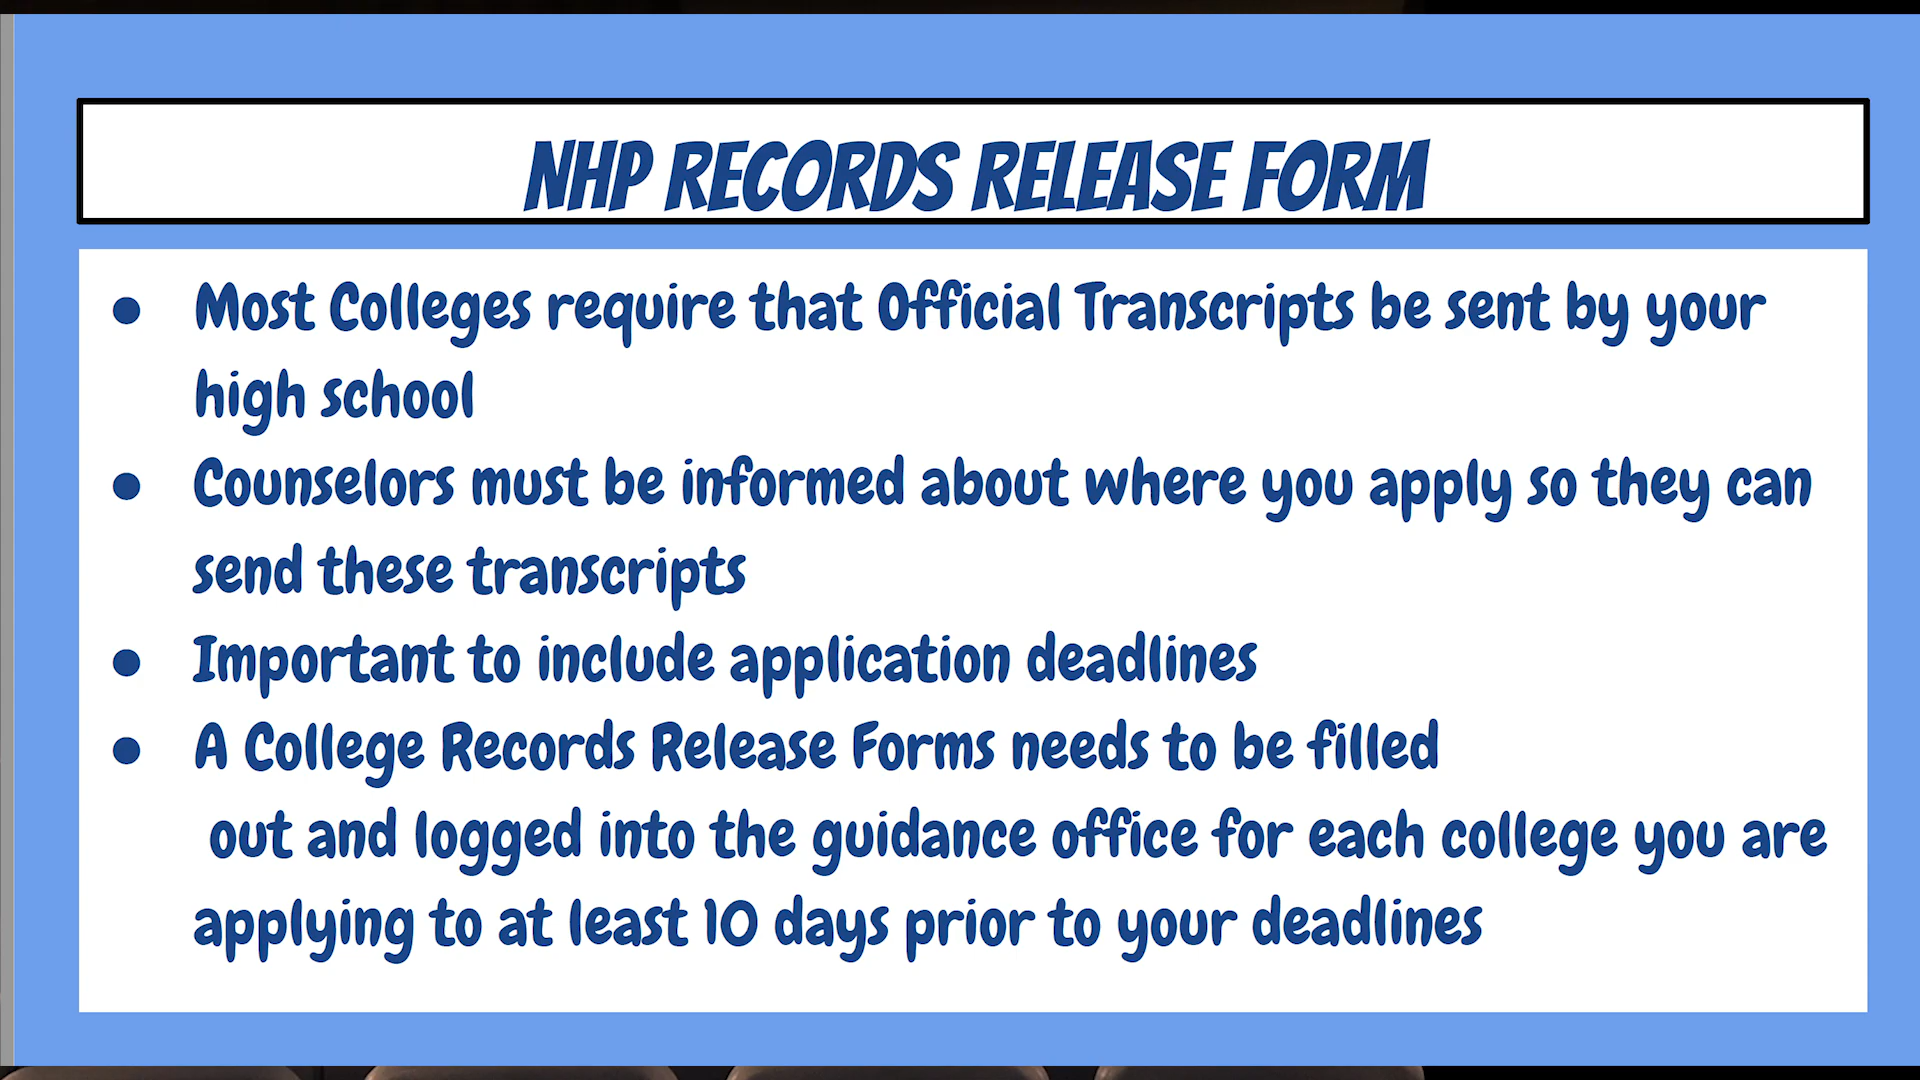 NHP RECORDS RELEASE FORM
● Most Colleges require that Official Transcripts be sent by your
high school
● Counselors must be informed about where you apply so they can
send these transcripts
● Important to include application deadlines
● A College Records Release Forms needs to be filled
out and logged into the guidance office for each college you are
applying to at least 10 days prior to your deadlines